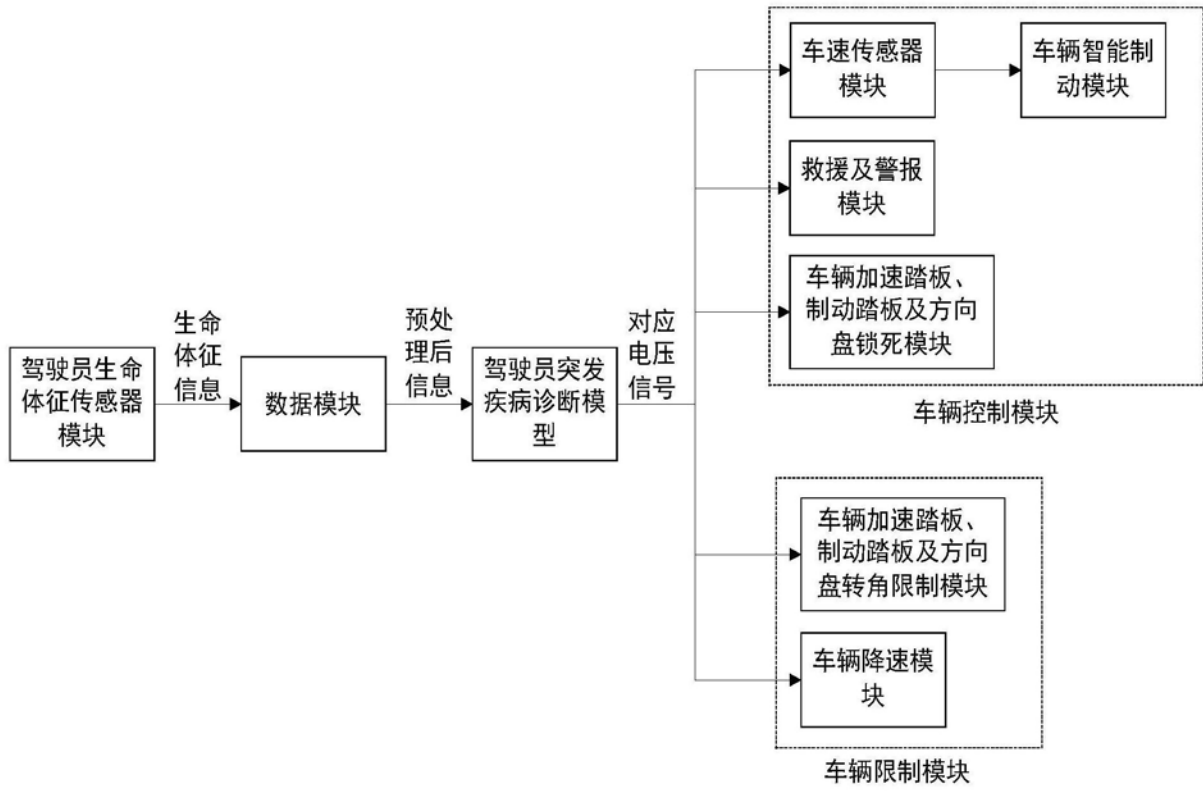 驾驶员生命
体征传感器
模块
生命
体征
信息
数据模块
预处
理后
信息
驾驶员突发
疾病诊断模
型
对应
电压
信号
车速传感器
模块
车辆智能制
动模块
救援及警报
模块
车辆加速踏板、
制动踏板及方向
盘锁死模块
车辆控制模块
车辆加速踏板、
制动踏板及方向
盘转角限制模块
车辆降速模
块
车辆限制模块